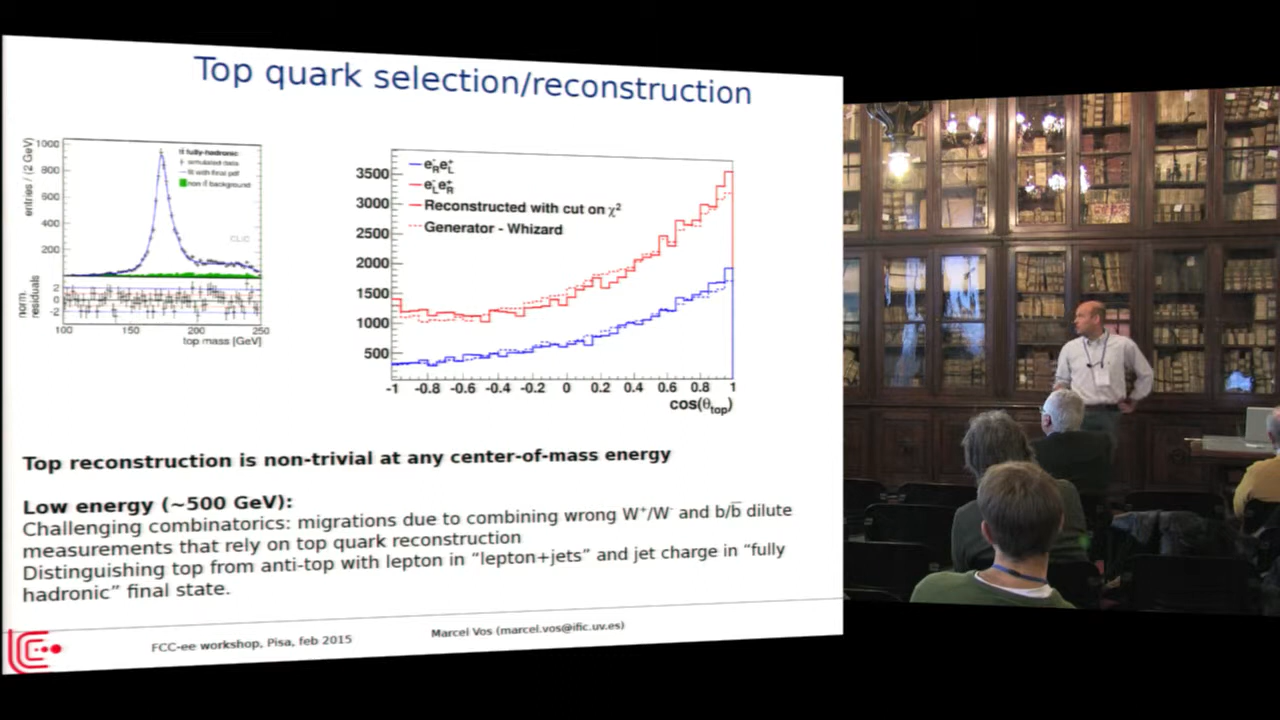 Top quark selection/reconstruction
1000
800
600
400
200
entries / (2 GeV)
tt̄ fully-hadronic
simulated data
fit with final pdf
non tt̄ background
CLIC
norm. residuals
2
0
-2
100 150 200 250
top mass [GeV]
3500
3000
2500
2000
1500
1000
500
e⁻Re⁺L
e⁻Le⁺R
Reconstructed with cut on χ²
Generator - Whizard
-1 -0.8 -0.6 -0.4 -0.2 0 0.2 0.4 0.6 0.8 1
cos(θtop)
Top reconstruction is non-trivial at any center-of-mass energy
Low energy (~500 GeV):
Challenging combinatorics: migrations due to combining wrong W⁺/W⁻ and b/b̄ dilute
measurements that rely on top quark reconstruction
Distinguishing top from anti-top with lepton in “lepton+jets” and jet charge in “fully
hadronic” final state.
FCC-ee workshop, Pisa, feb 2015
Marcel Vos (marcel.vos@ific.uv.es)